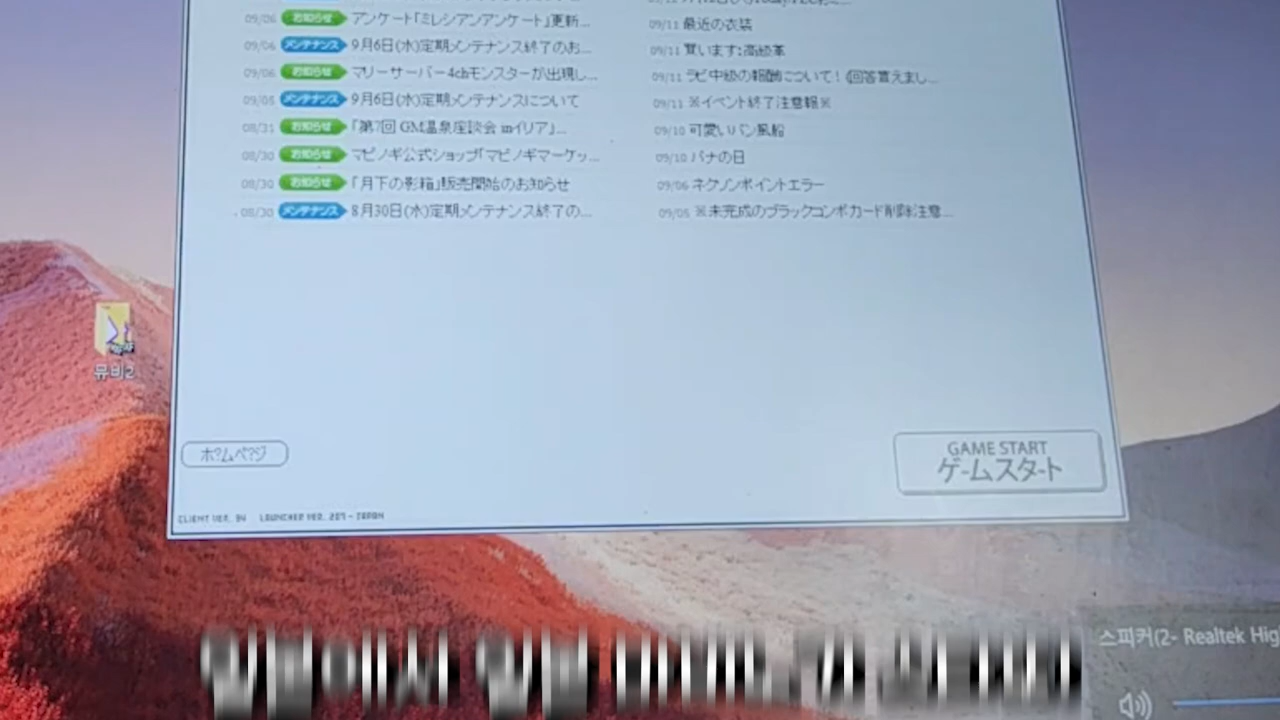 09/06 お知らせ アンケート「ミレシアンアンケート」更新...
09/06 メンテナンス 9月6日(水)定期メンテナンス終了のお...
09/06 お知らせ マリーサーバー4chモンスターが出現し...
09/05 メンテナンス 9月6日(水)定期メンテナンスについて
08/31 お知らせ 「第7回 GM温泉座談会 inイリア」...
08/30 お知らせ マビノギ公式ショップ「マビノギマーケッ...
08/30 お知らせ 「月下の影箱」販売開始のお知らせ
08/30 メンテナンス 8月30日(水)定期メンテナンス終了の...
09/11 最近の衣装
09/11 買います:高級革
09/11 ラビ中級の報酬について!(回答貰えまし...
09/11 ※イベント終了注意報※
09/10 可愛いパン風船
09/10 バナの日
09/06 ネクソンポイントエラー
09/05 ※未完成のブラックコンボカード削除注意...
뮤비2
ホ?ムペ?ジ
GAME START
ゲームスタート
CLIENT VER. 94 LAUNCHER VER. 207 - JAPAN
스피커(2- Realtek Hig